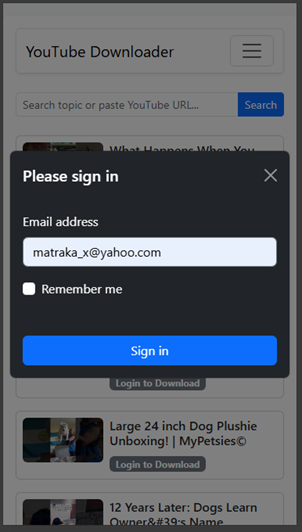 YouTube Downloader
Search topic or paste YouTube URL...
Search
What Happens When You
Please sign in
Email address
matraka_x@yahoo.com
Remember me
Sign in
Login to Download
Large 24 inch Dog Plushie
Unboxing! | MyPetsies©
Login to Download
12 Years Later: Dogs Learn
Owner&#39;s Name